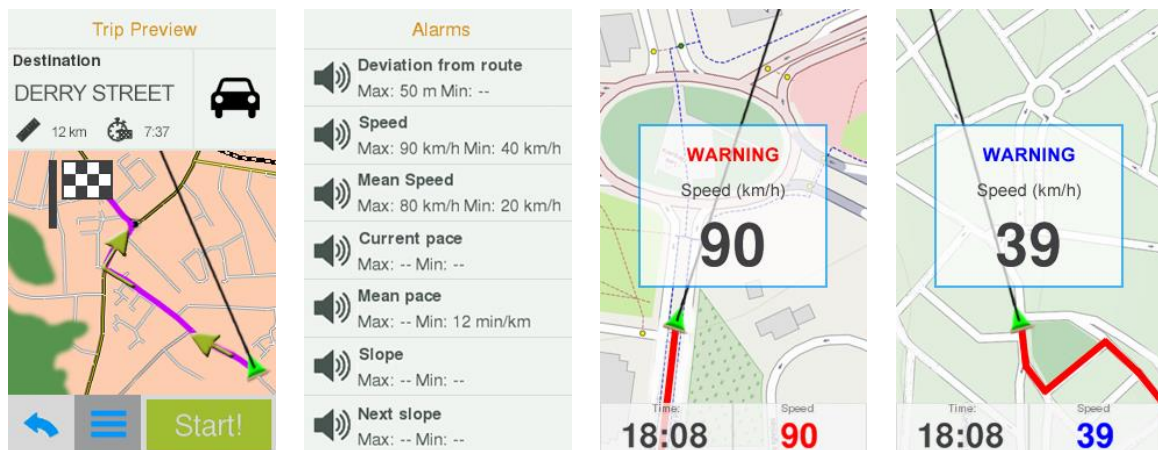 Trip Preview
Destination
DERRY STREET
12 km 7:37
Start!
Alarms
Deviation from route
Max: 50 m Min: --
Speed
Max: 90 km/h Min: 40 km/h
Mean Speed
Max: 80 km/h Min: 20 km/h
Current pace
Max: -- Min: --
Mean pace
Max: -- Min: 12 min/km
Slope
Max: -- Min: --
Next slope
Max: -- Min: --
WARNING
Speed (km/h)
90
Time: Speed
18:08 90
WARNING
Speed (km/h)
39
Time: Speed
18:08 39